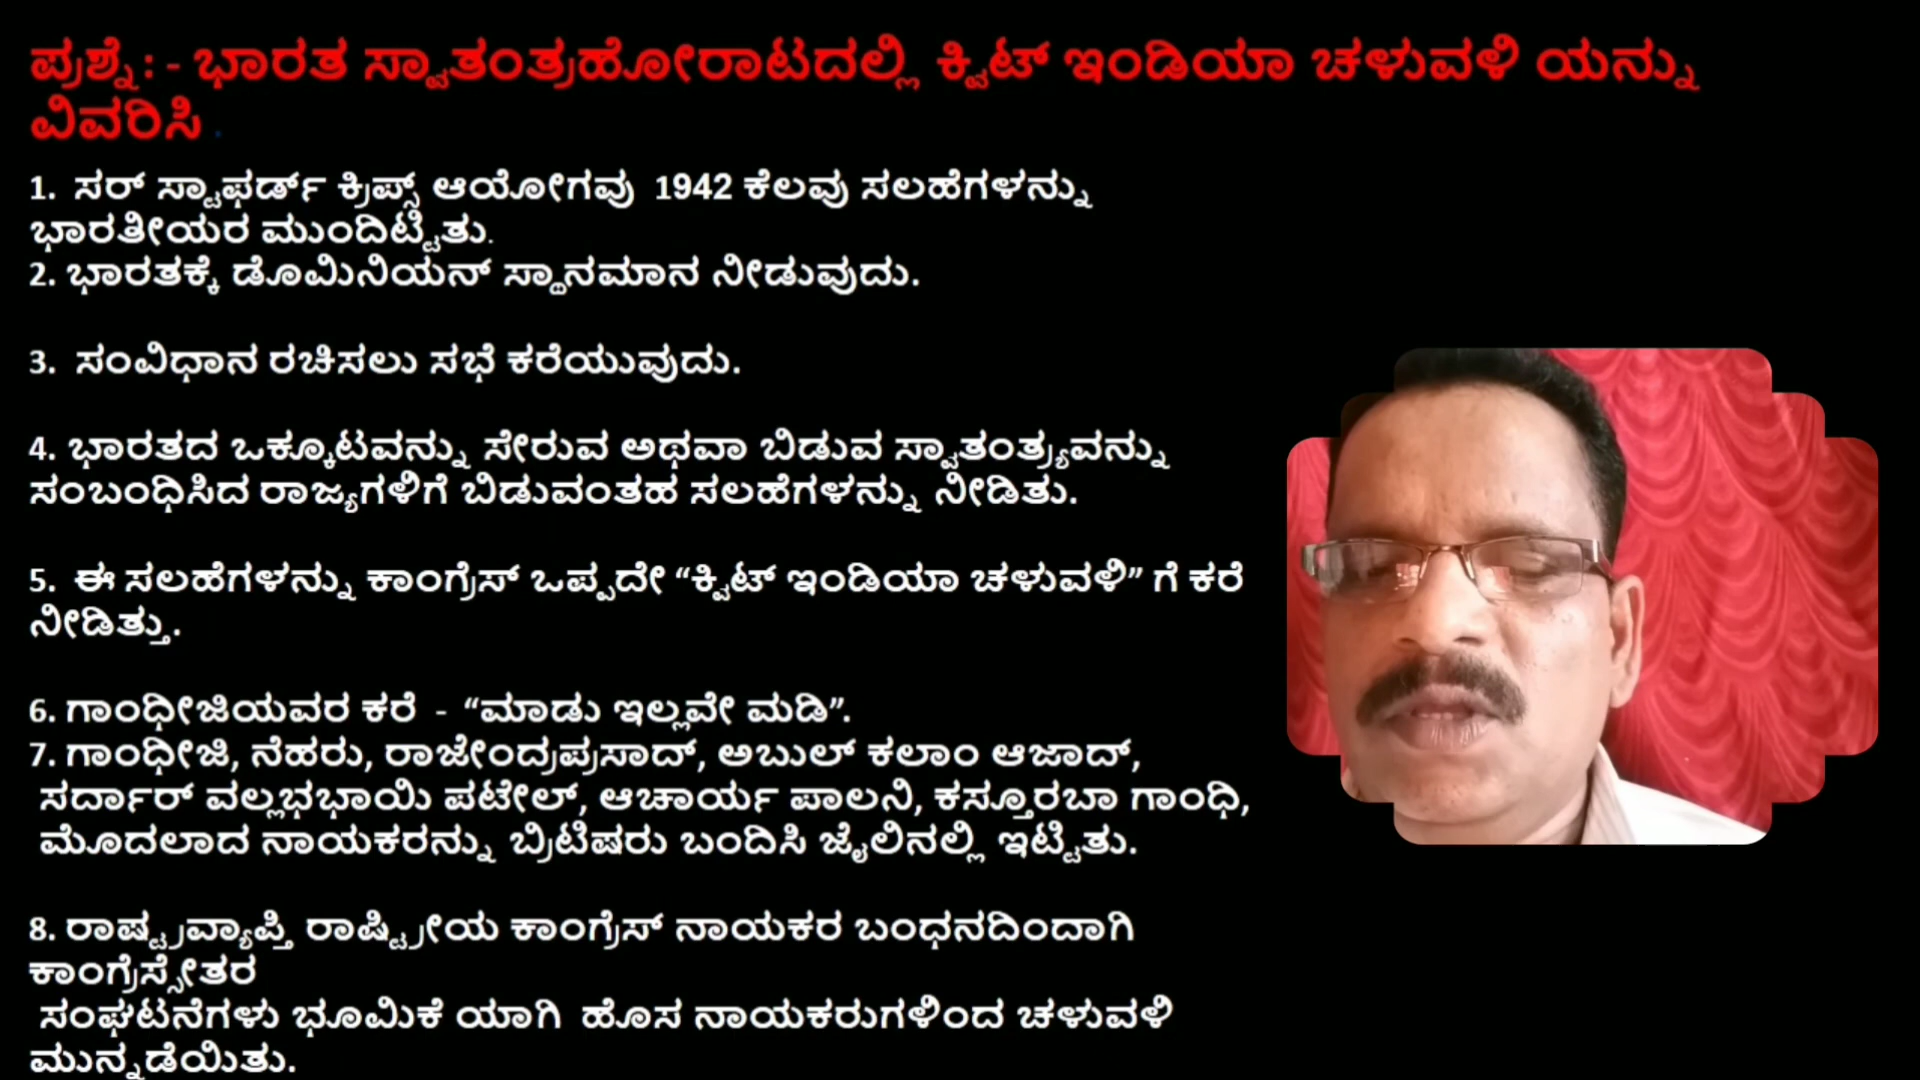 ಪ್ರಶ್ನೆ : - ಭಾರತ ಸ್ವಾತಂತ್ರಹೋರಾಟದಲ್ಲಿ ಕ್ವಿಟ್ ಇಂಡಿಯಾ ಚಳುವಳಿ ಯನ್ನು
ವಿವರಿಸಿ .
1. ಸರ್ ಸ್ಟಾಫರ್ಡ್ ಕ್ರಿಪ್ಸ್ ಆಯೋಗವು 1942 ಕೆಲವು ಸಲಹೆಗಳನ್ನು
ಭಾರತೀಯರ ಮುಂದಿಟ್ಟಿತು.
2. ಭಾರತಕ್ಕೆ ಡೊಮಿನಿಯನ್ ಸ್ಥಾನಮಾನ ನೀಡುವುದು.
3. ಸಂವಿಧಾನ ರಚಿಸಲು ಸಭೆ ಕರೆಯುವುದು.
4. ಭಾರತದ ಒಕ್ಕೂಟವನ್ನು ಸೇರುವ ಅಥವಾ ಬಿಡುವ ಸ್ವಾತಂತ್ರ್ಯವನ್ನು
ಸಂಬಂಧಿಸಿದ ರಾಜ್ಯಗಳಿಗೆ ಬಿಡುವಂತಹ ಸಲಹೆಗಳನ್ನು ನೀಡಿತು.
5. ಈ ಸಲಹೆಗಳನ್ನು ಕಾಂಗ್ರೆಸ್ ಒಪ್ಪದೇ “ಕ್ವಿಟ್ ಇಂಡಿಯಾ ಚಳುವಳಿ” ಗೆ ಕರೆ
ನೀಡಿತ್ತು.
6. ಗಾಂಧೀಜಿಯವರ ಕರೆ - “ಮಾಡು ಇಲ್ಲವೇ ಮಡಿ”.
7. ಗಾಂಧೀಜಿ, ನೆಹರು, ರಾಜೇಂದ್ರಪ್ರಸಾದ್, ಅಬುಲ್ ಕಲಾಂ ಆಜಾದ್,
ಸರ್ದಾರ್ ವಲ್ಲಭಭಾಯಿ ಪಟೇಲ್, ಆಚಾರ್ಯ ಪಾಲನಿ, ಕಸ್ತೂರಬಾ ಗಾಂಧಿ,
ಮೊದಲಾದ ನಾಯಕರನ್ನು ಬ್ರಿಟಿಷರು ಬಂದಿಸಿ ಜೈಲಿನಲ್ಲಿ ಇಟ್ಟಿತು.
8. ರಾಷ್ಟ್ರವ್ಯಾಪ್ತಿ ರಾಷ್ಟ್ರೀಯ ಕಾಂಗ್ರೆಸ್ ನಾಯಕರ ಬಂಧನದಿಂದಾಗಿ
ಕಾಂಗ್ರೆಸ್ಸೇತರ
ಸಂಘಟನೆಗಳು ಭೂಮಿಕೆ ಯಾಗಿ ಹೊಸ ನಾಯಕರುಗಳಿಂದ ಚಳುವಳಿ
ಮುನ್ನಡೆಯಿತು.